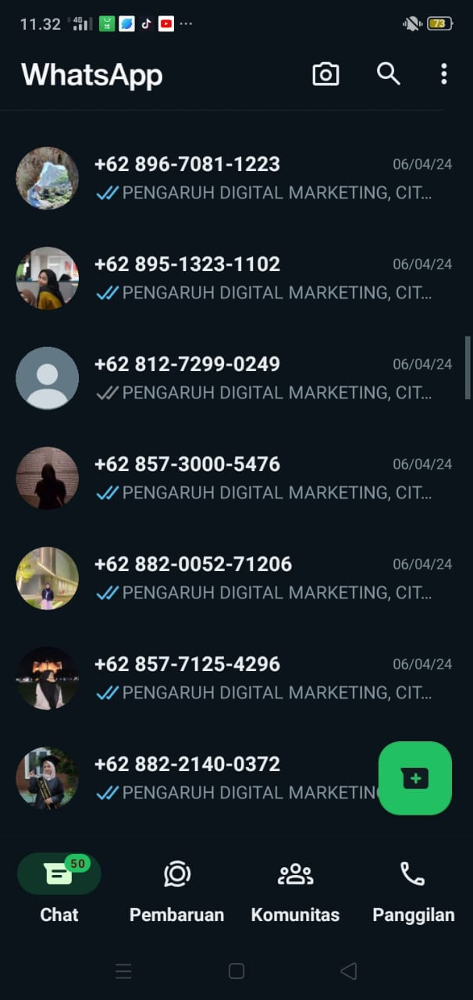 11.32 4G 73
WhatsApp
+62 896-7081-1223 06/04/24
PENGARUH DIGITAL MARKETING, CIT...
+62 895-1323-1102 06/04/24
PENGARUH DIGITAL MARKETING, CIT...
+62 812-7299-0249 06/04/24
PENGARUH DIGITAL MARKETING, CIT...
+62 857-3000-5476 06/04/24
PENGARUH DIGITAL MARKETING, CIT...
+62 882-0052-71206 06/04/24
PENGARUH DIGITAL MARKETING, CIT...
+62 857-7125-4296 06/04/24
PENGARUH DIGITAL MARKETING, CIT...
+62 882-2140-0372
PENGARUH DIGITAL MARKETIN
50
Chat Pembaruan Komunitas Panggilan